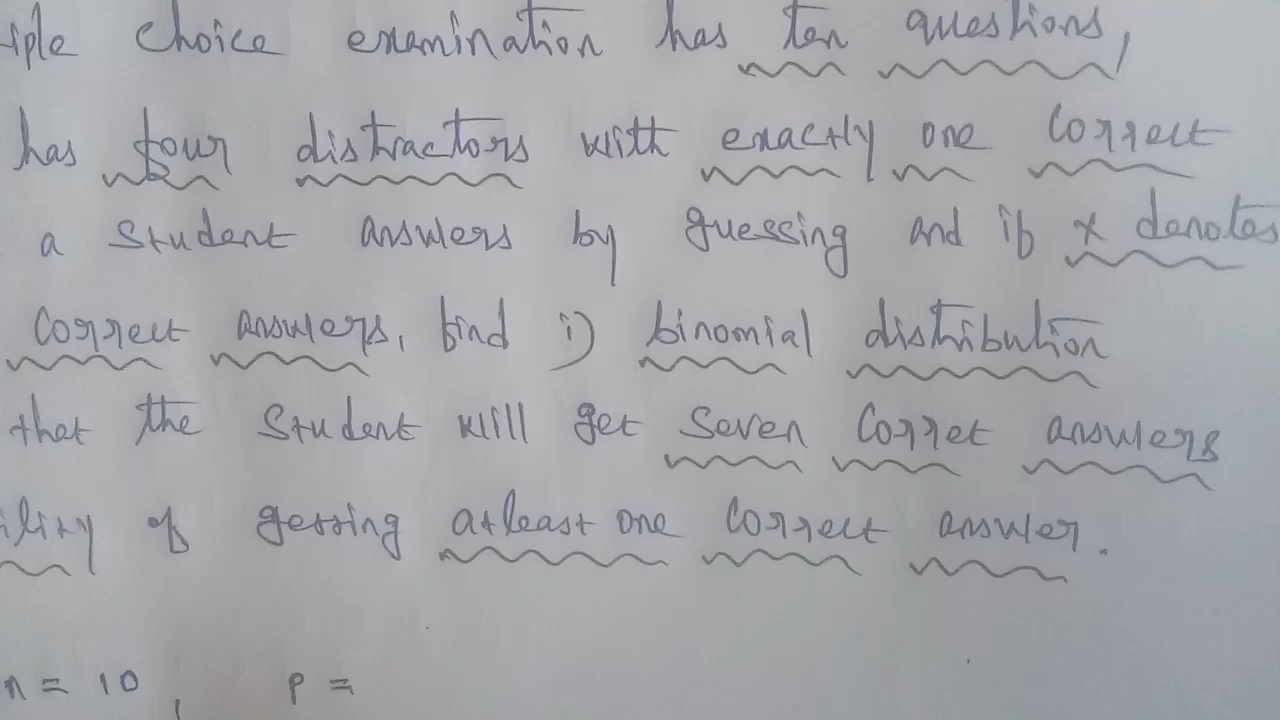 iple choice examination has ten questions,
has four distractors with exactly one correct
a student answers by guessing and if x denotes
correct answers, find i) binomial distribution
that the student will get seven corret answers
ility of getting atleast one correct answer.
n = 10, P =